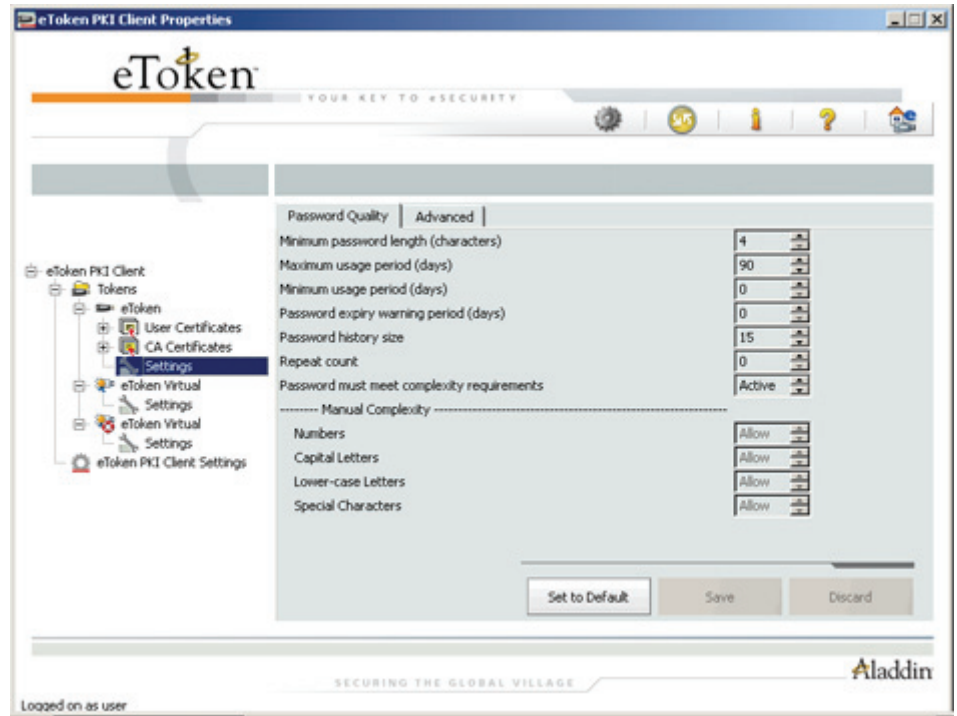 eToken PKI Client Properties
eToken
YOUR KEY TO eSECURITY
SOS
Password Quality
Advanced
Minimum password length (characters) 4
Maximum usage period (days) 90
Minimum usage period (days) 0
Password expiry warning period (days) 0
Password history size 15
Repeat count 0
Password must meet complexity requirements Active
Manual Complexity
Numbers Allow
Capital Letters Allow
Lower-case Letters Allow
Special Characters Allow
eToken PKI Client
Tokens
eToken
User Certificates
CA Certificates
Settings
eToken Virtual
Settings
eToken Virtual
Settings
eToken PKI Client Settings
Set to Default
Save
Discard
Aladdin
SECURING THE GLOBAL VILLAGE
Logged on as user